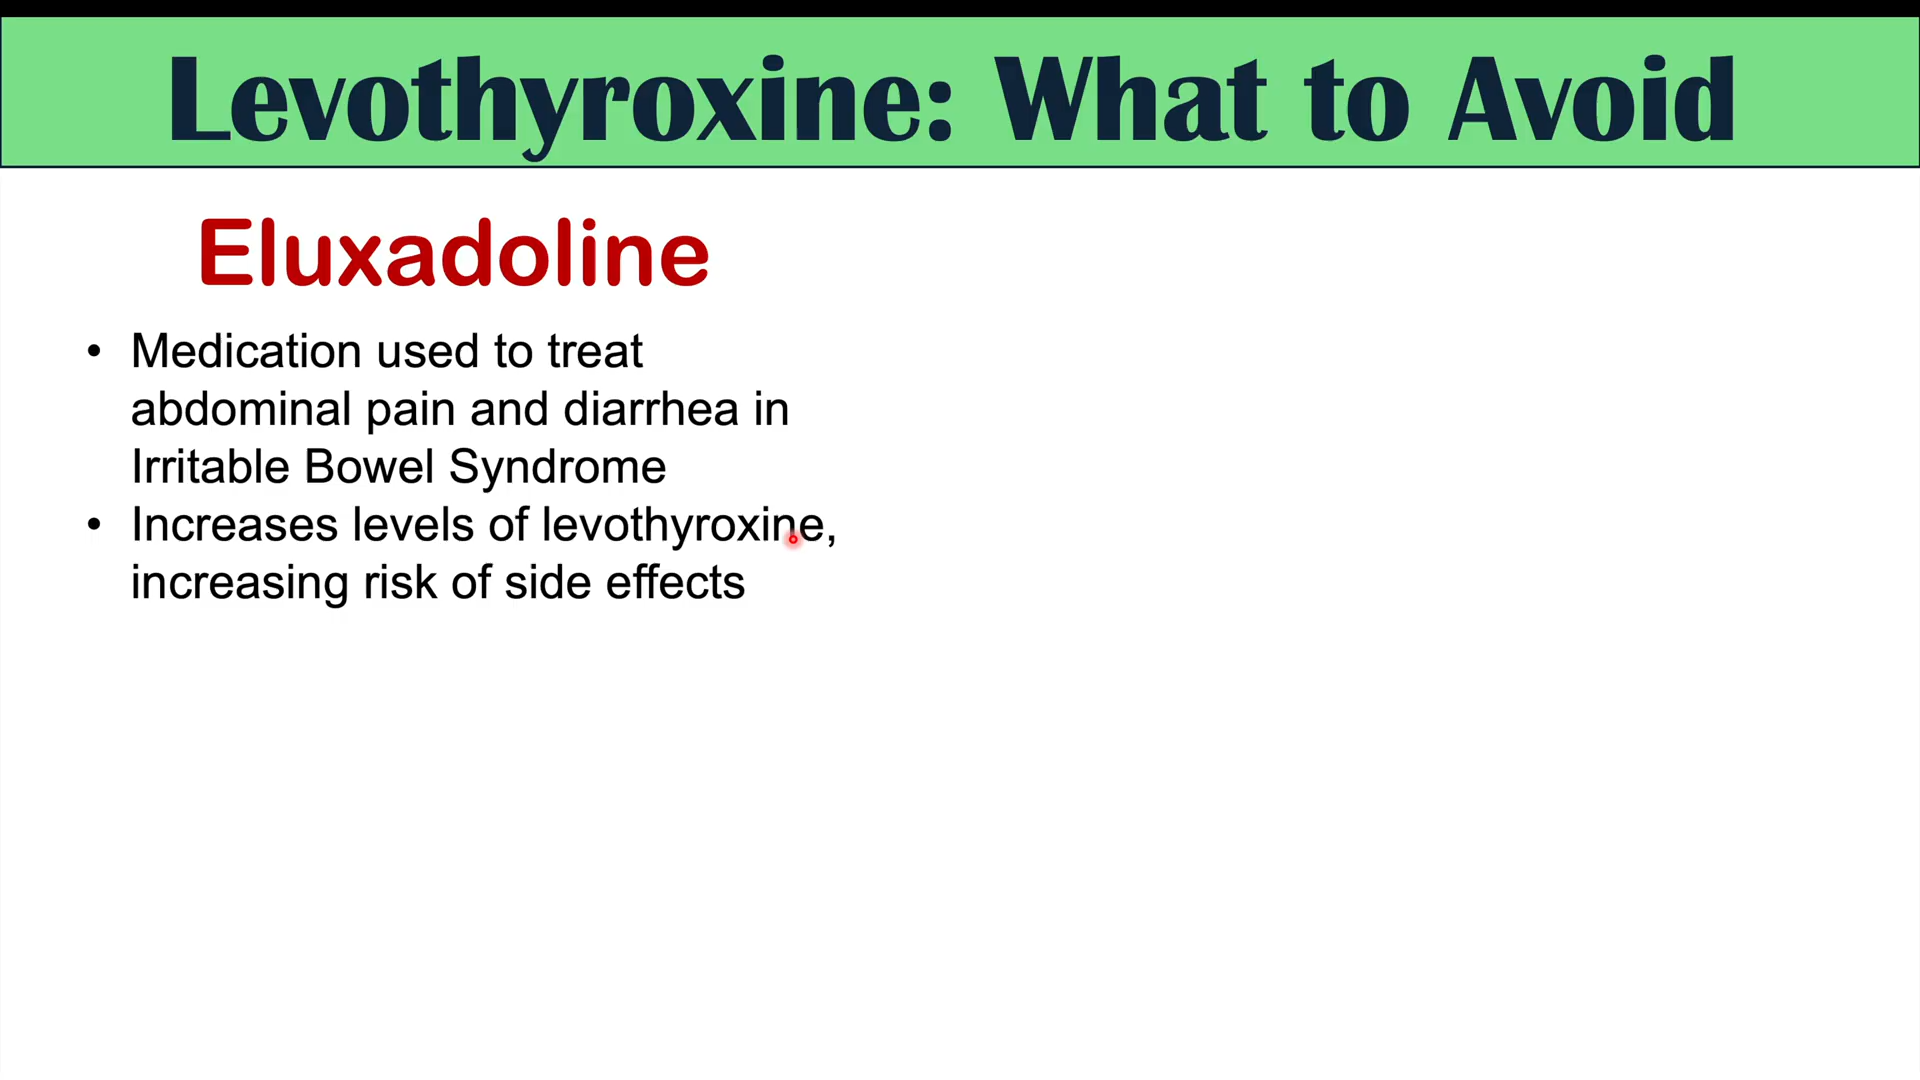 Levothyroxine: What to Avoid
Eluxadoline
• Medication used to treat
abdominal pain and diarrhea in
Irritable Bowel Syndrome
• Increases levels of levothyroxine,
increasing risk of side effects